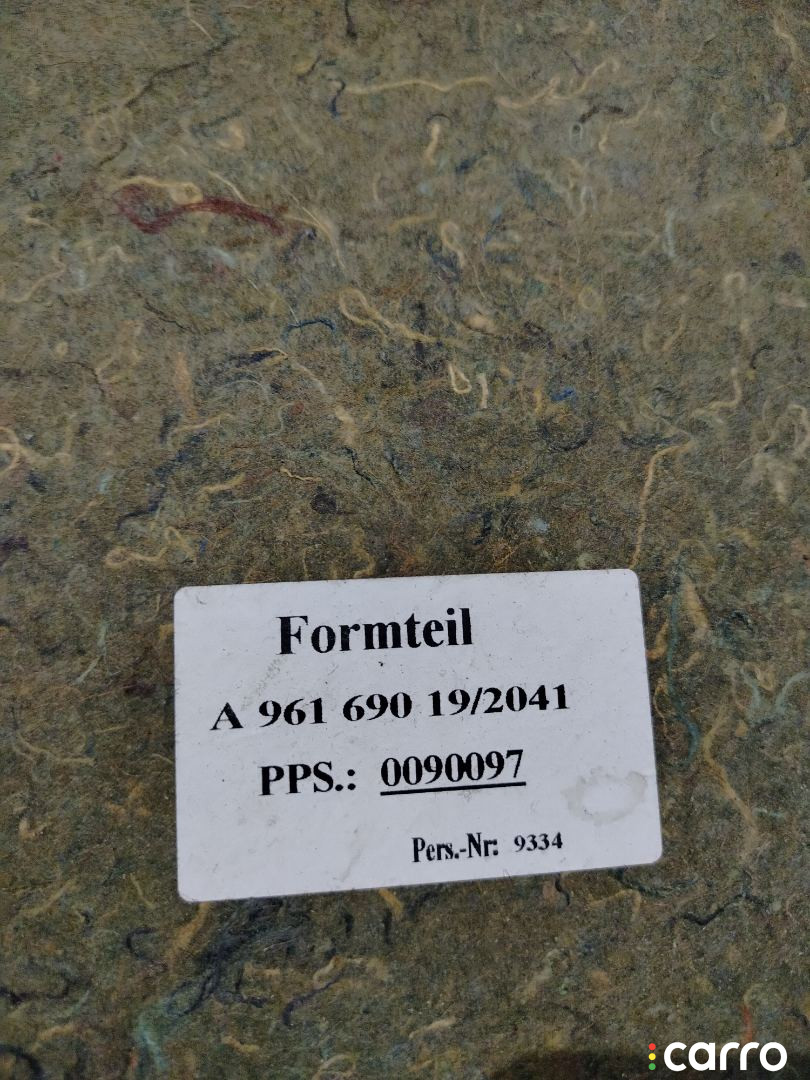 Formteil
A 961 690 19/2041
PPS.: 0090097
Pers.-Nr: 9334
carro